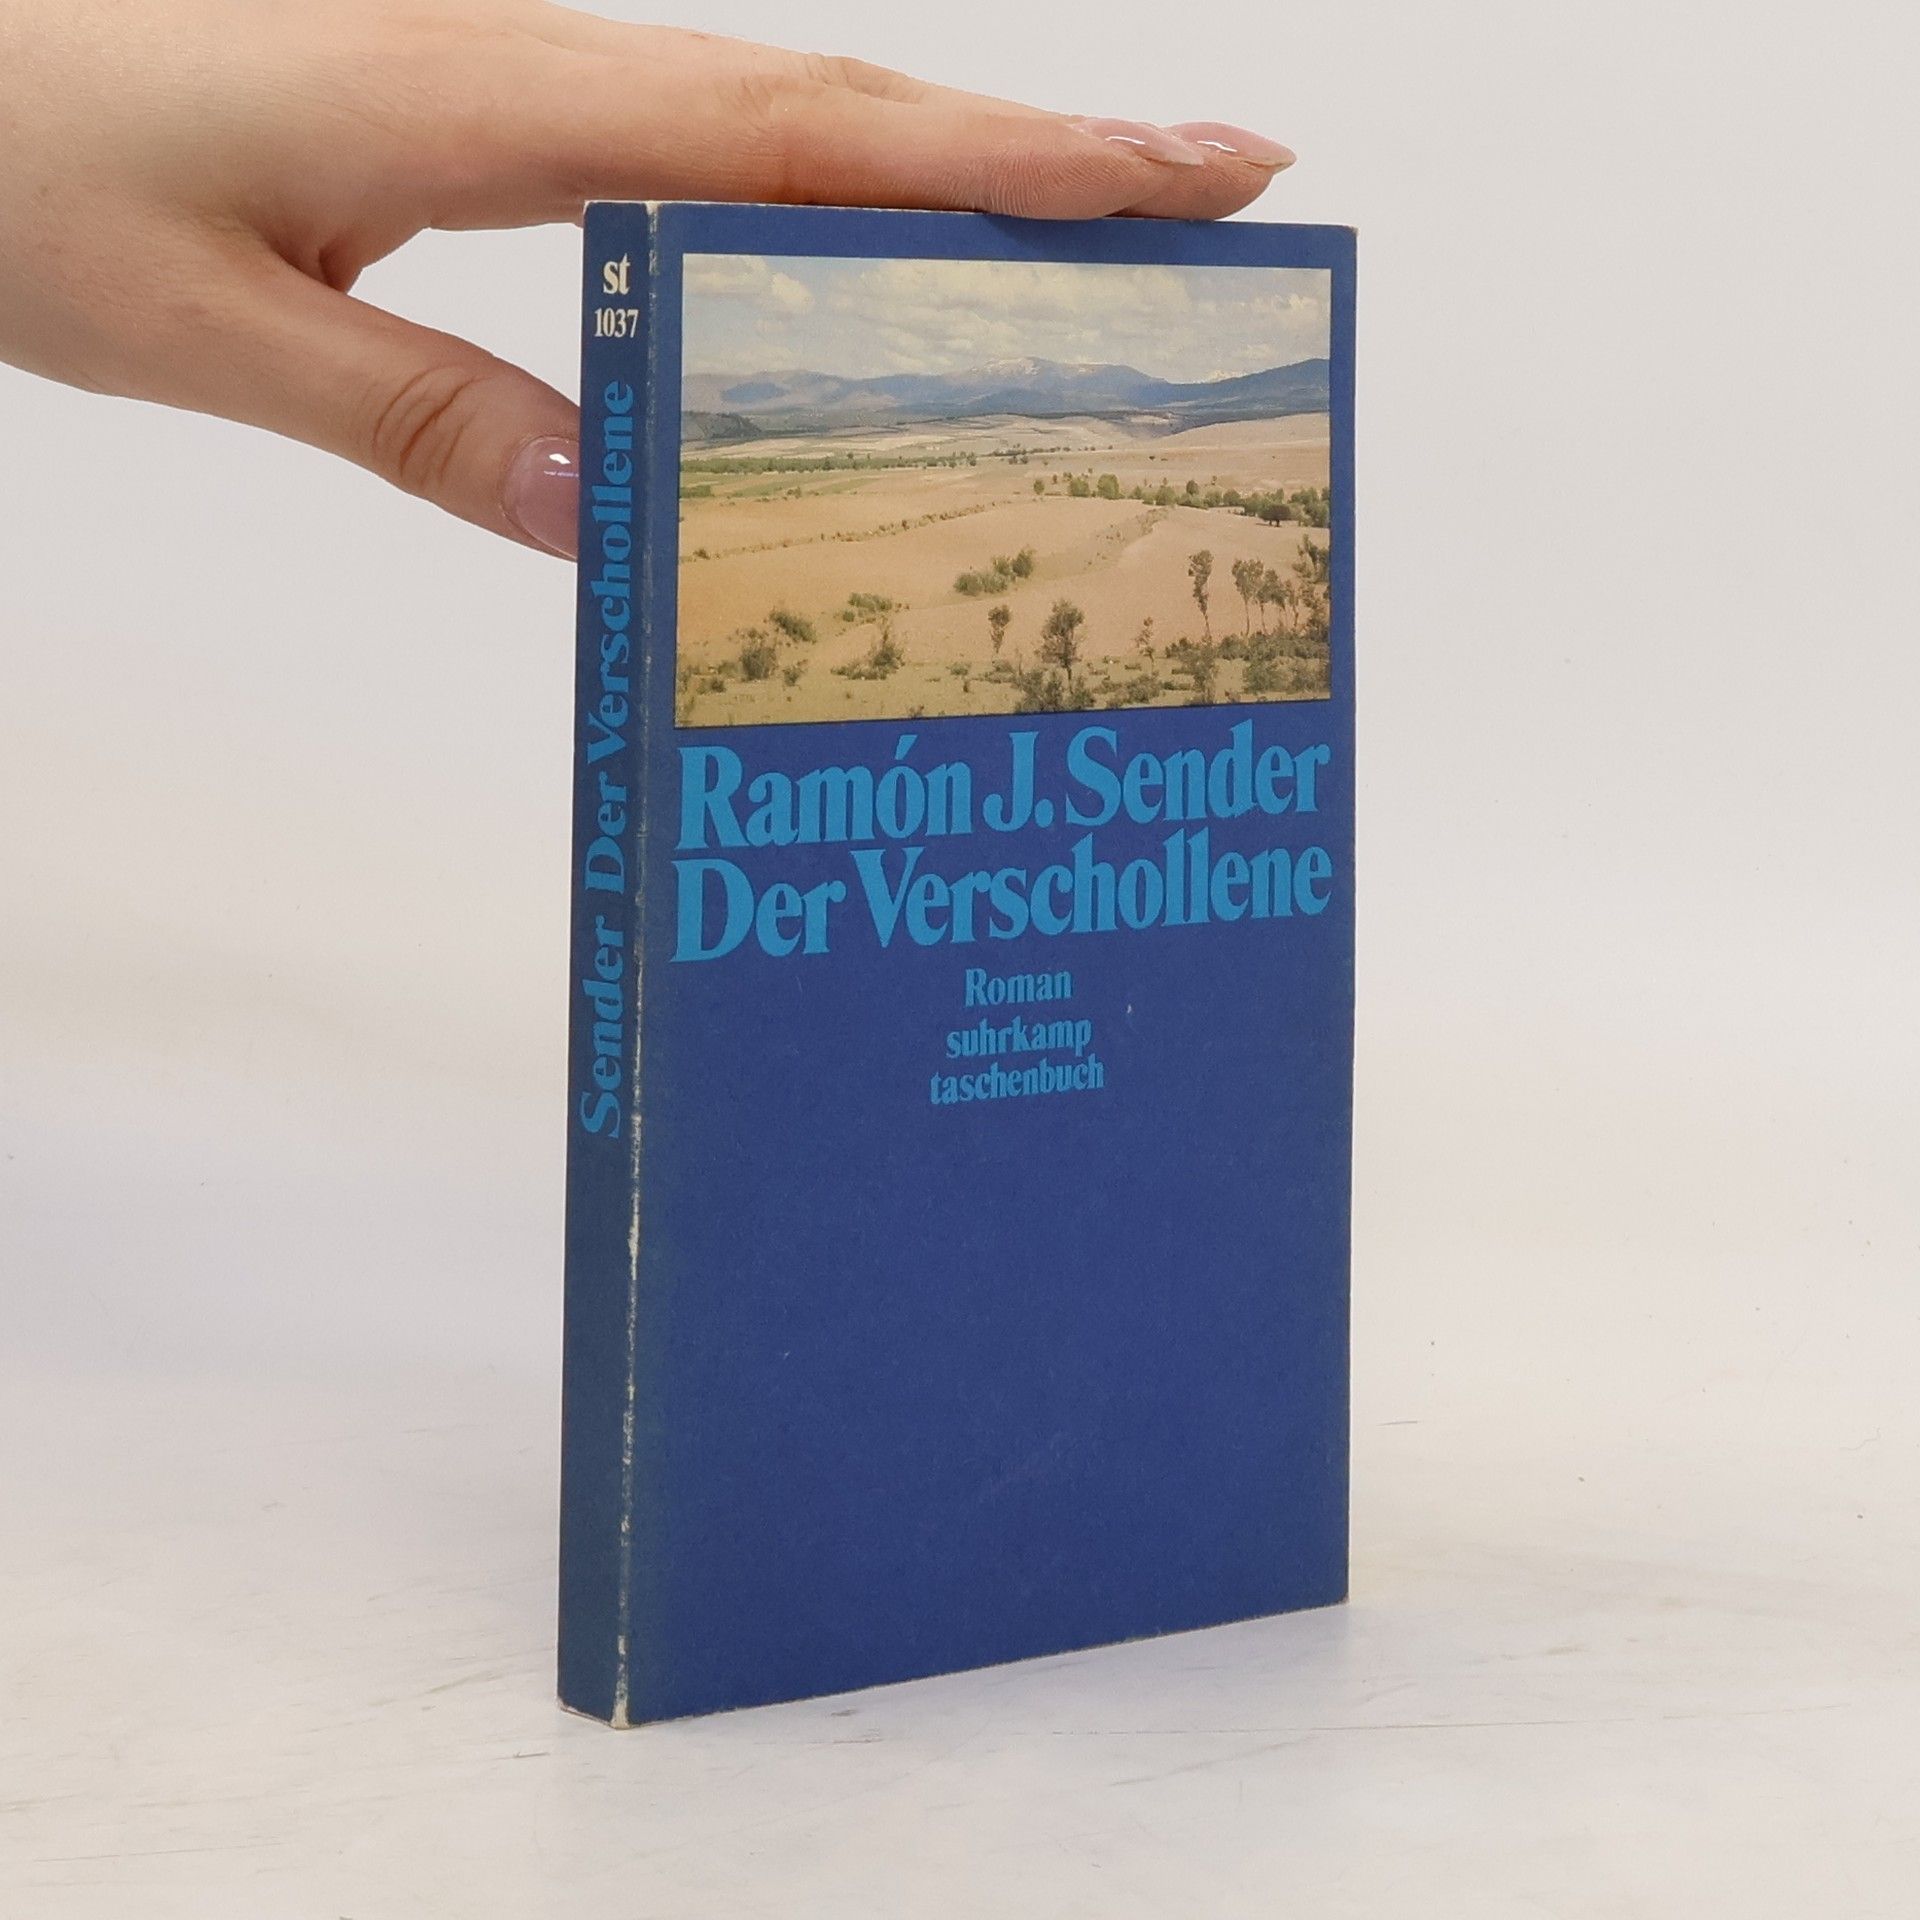 st
1037
Sender Der Verschollene
Ramón J. Sender
Der Verschollene
Roman
suhrkamp
taschenbuch